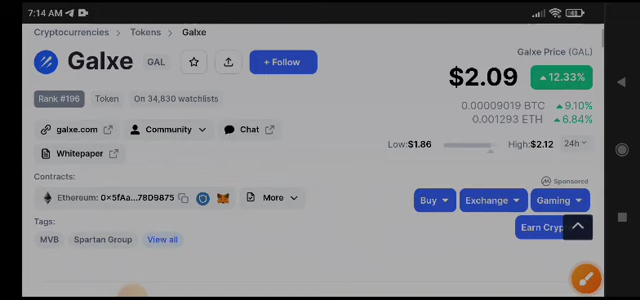 7:14 AM
Cryptocurrencies > Tokens > Galxe
Galxe GAL + Follow
Galxe Price (GAL)
$2.09 12.33%
Rank #196 Token On 34,830 watchlists
0.00009019 BTC 9.10%
0.001293 ETH 6.84%
galxe.com Community Chat
Low:$1.86 High:$2.12 24h
Whitepaper
Sponsored
Contracts:
Ethereum: 0x5fAa...78D9875 More
Buy Exchange Gaming
Tags:
Earn Cryp
MVB Spartan Group View all